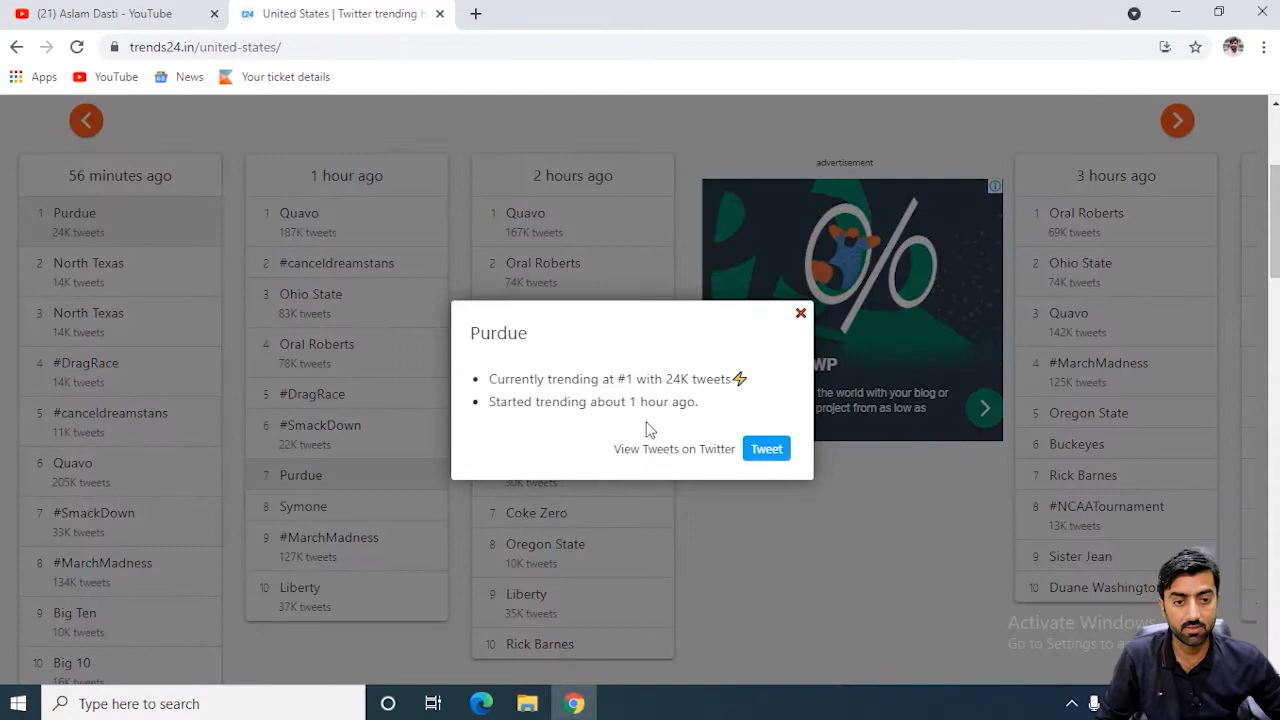 (21) Aslam Dasti - YouTube
United States | Twitter trending h
trends24.in/united-states/
Apps
YouTube
News
Your ticket details
56 minutes ago
1 Purdue
24K tweets
2 North Texas
14K tweets
3 North Texas
14K tweets
4 #DragRace
14K tweets
5 #canceldreamstans
11K tweets
6 Quavo
205K tweets
7 #SmackDown
33K tweets
8 #MarchMadness
134K tweets
9 Big Ten
10K tweets
10 Big 10
16K tweets
1 hour ago
1 Quavo
187K tweets
2 #canceldreamstans
3 Ohio State
83K tweets
4 Oral Roberts
78K tweets
5 #DragRace
6 #SmackDown
22K tweets
7 Purdue
8 Symone
9 #MarchMadness
127K tweets
10 Liberty
37K tweets
2 hours ago
1 Quavo
167K tweets
2 Oral Roberts
74K tweets
30K tweets
7 Coke Zero
8 Oregon State
10K tweets
9 Liberty
35K tweets
10 Rick Barnes
Purdue
Currently trending at #1 with 24K tweets⚡
Started trending about 1 hour ago.
View Tweets on Twitter
Tweet
advertisement
%
WP
the world with your blog or
project from as low as
3 hours ago
1 Oral Roberts
69K tweets
2 Ohio State
74K tweets
3 Quavo
142K tweets
4 #MarchMadness
125K tweets
5 Oregon State
6 Buckeyes
7 Rick Barnes
8 #NCAATournament
13K tweets
9 Sister Jean
10 Duane Washington
Activate Windows
Go to Settings to a
Type here to search